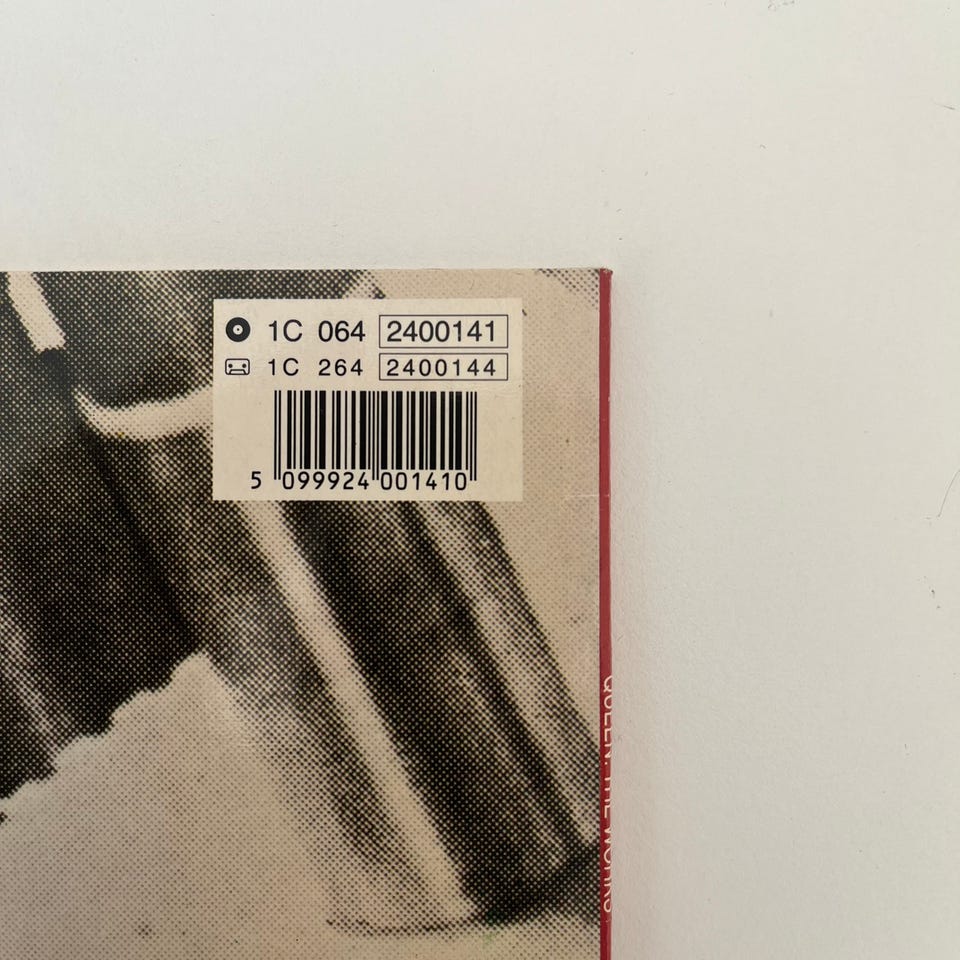 1C 064 2400141
1C 264 2400144
5 099924 001410
QUEEN. THE WORKS